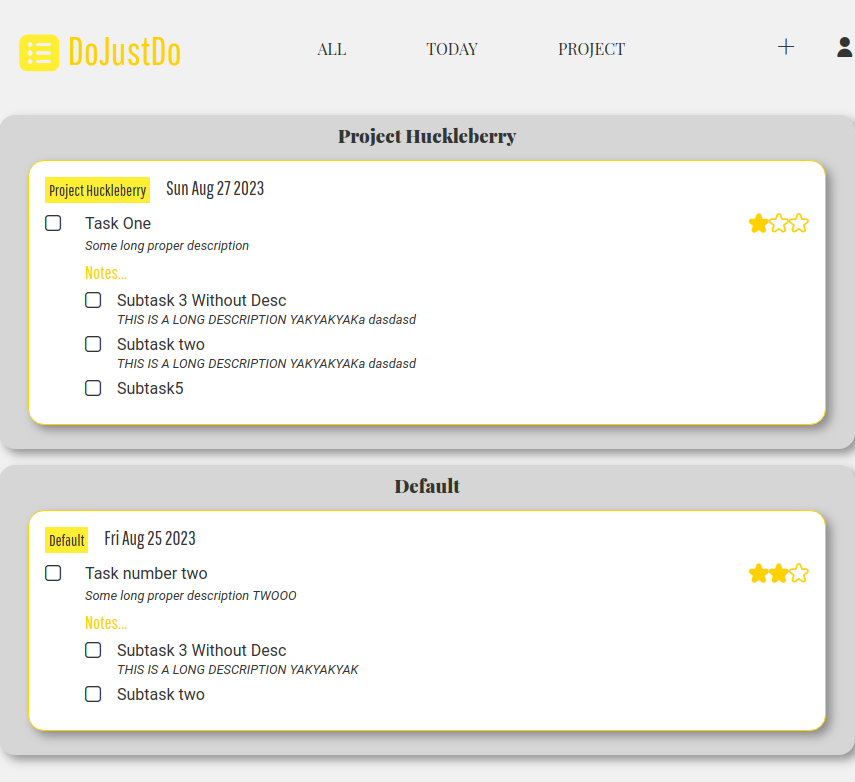 DoJustDo
ALL TODAY PROJECT
Project Huckleberry
Project Huckleberry Sun Aug 27 2023
Task One
Some long proper description
Notes...
Subtask 3 Without Desc
THIS IS A LONG DESCRIPTION YAKYAKYAKa dasdasd
Subtask two
THIS IS A LONG DESCRIPTION YAKYAKYAKa dasdasd
Subtask5
Default
Default Fri Aug 25 2023
Task number two
Some long proper description TWOOO
Notes...
Subtask 3 Without Desc
THIS IS A LONG DESCRIPTION YAKYAKYAK
Subtask two